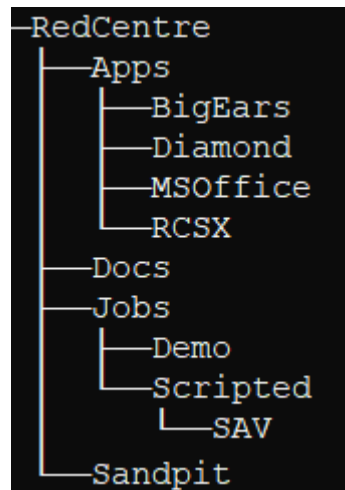 RedCentre
Apps
BigEars
Diamond
MSOffice
RCSX
Docs
Jobs
Demo
Scripted
SAV
Sandpit